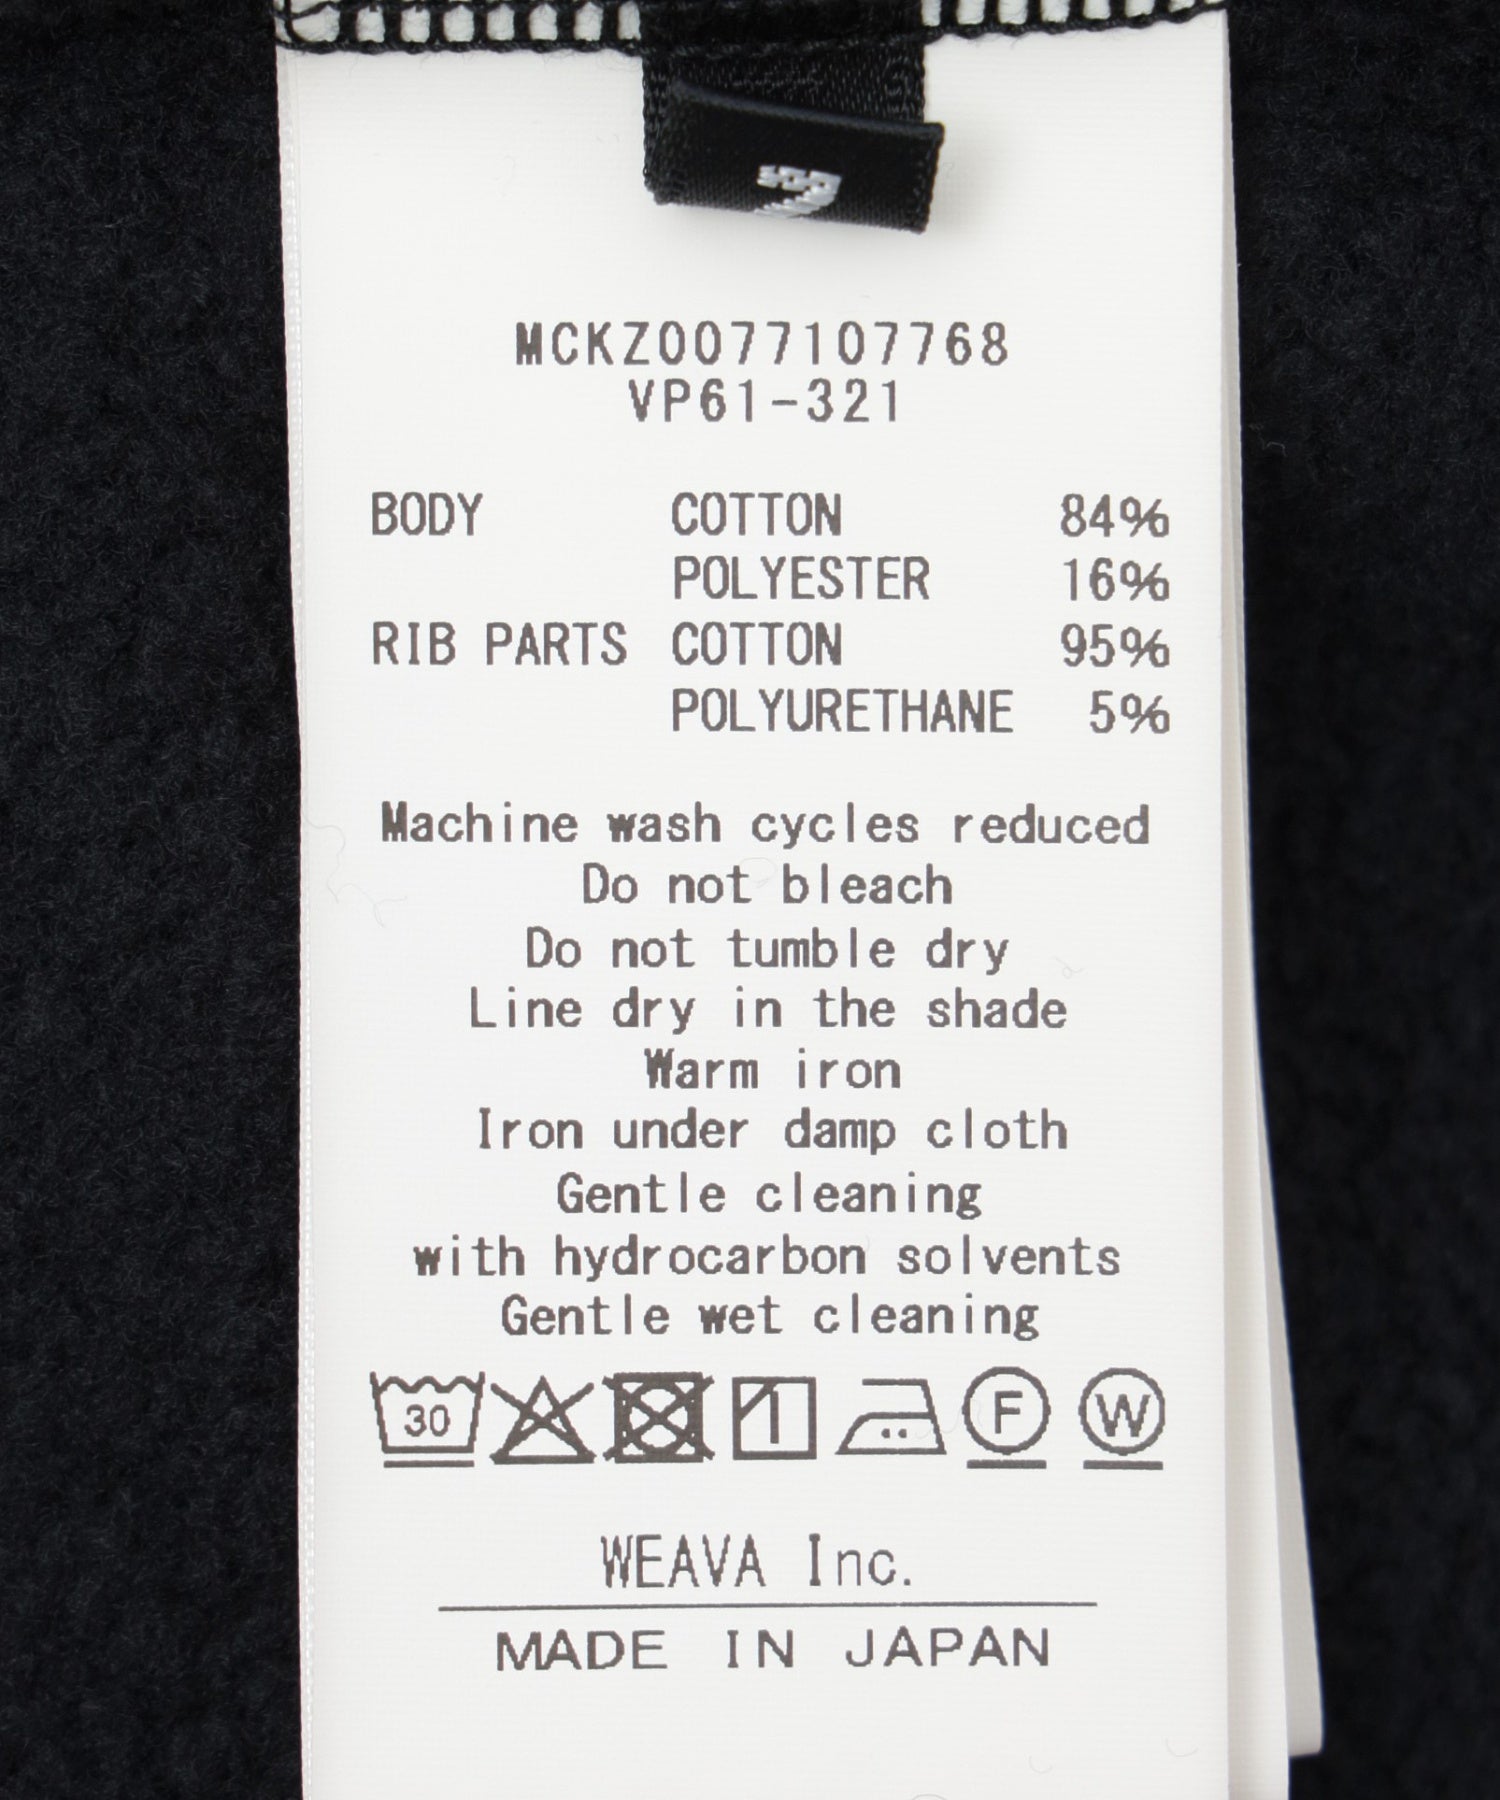 MCKZ0077107768
VP61-321
BODY COTTON 84%
POLYESTER 16%
RIB PARTS COTTON 95%
POLYURETHANE 5%
Machine wash cycles reduced
Do not bleach
Do not tumble dry
Line dry in the shade
Warm iron
Iron under damp cloth
Gentle cleaning
with hydrocarbon solvents
Gentle wet cleaning
30 F W
WEAVA Inc.
MADE IN JAPAN